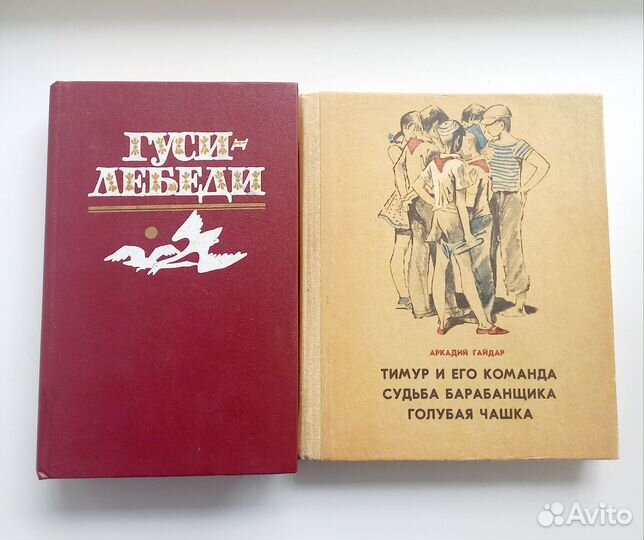 ГУСИ-
ЛЕБЕДИ
АРКАДИЙ ГАЙДАР
ТИМУР И ЕГО КОМАНДА
СУДЬБА БАРАБАНЩИКА
ГОЛУБАЯ ЧАШКА
Avito